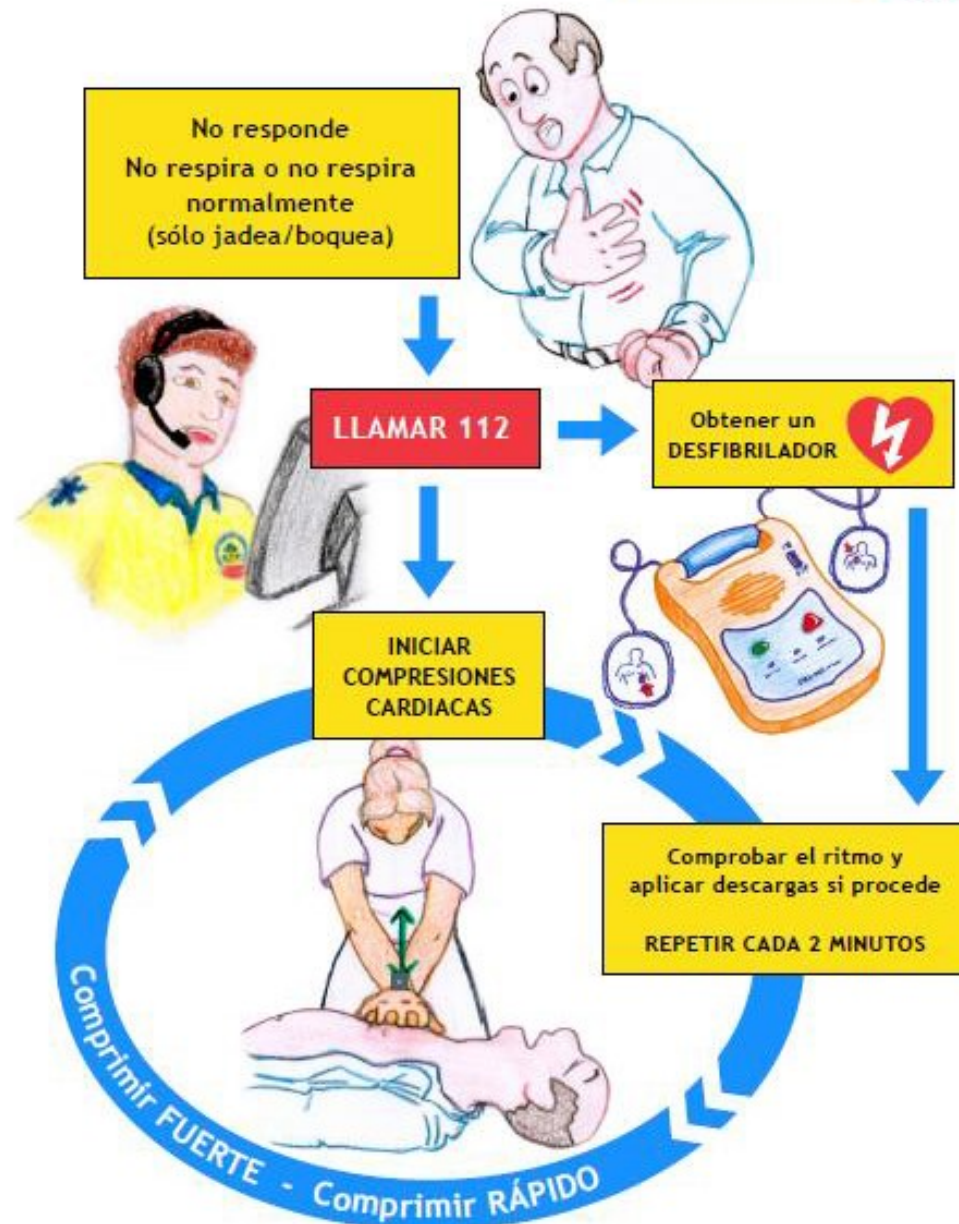 No responde
No respira o no respira
normalmente
(sólo jadea/boquea)
LLAMAR 112
Obtener un
DESFIBRILADOR
INICIAR
COMPRESIONES
CARDIACAS
Comprobar el ritmo y
aplicar descargas si procede
REPETIR CADA 2 MINUTOS
Comprimir FUERTE - Comprimir RÁPIDO